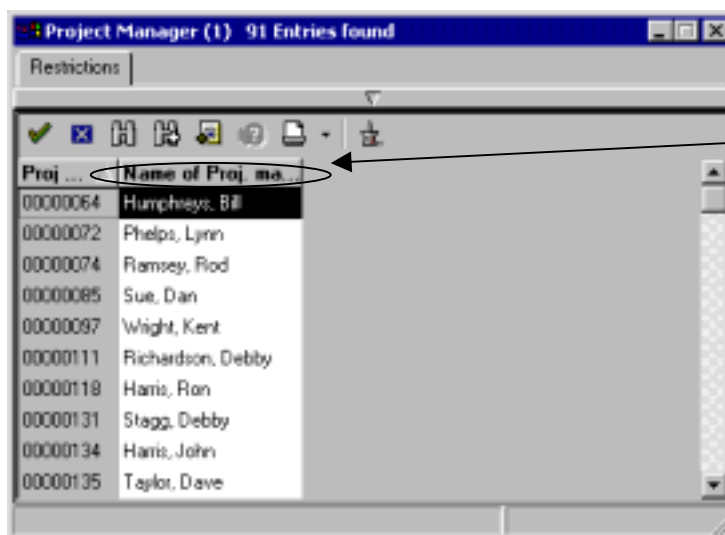 Project Manager (1) 91 Entries found
Restrictions
Proj ... Name of Proj. ma...
00000064 Humphreys, Bill
00000072 Phelps, Lynn
00000074 Ramsey, Rod
00000085 Sue, Dan
00000097 Wright, Kent
00000111 Richardson, Debby
00000118 Harris, Ron
00000131 Stagg, Debby
00000134 Harris, John
00000135 Taylor, Dave